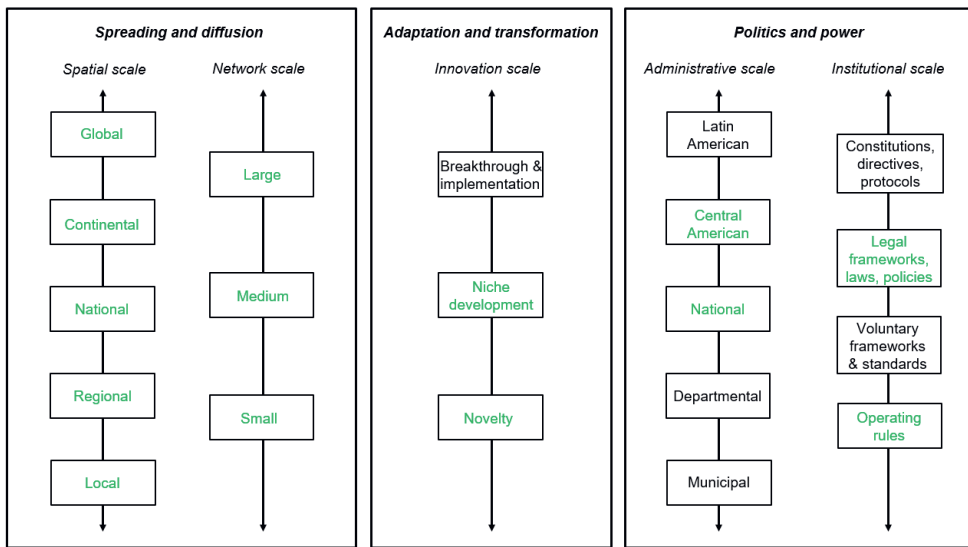 Spreading and diffusion
Spatial scale
Global
Continental
National
Regional
Local
Network scale
Large
Medium
Small
Adaptation and transformation
Innovation scale
Breakthrough &
implementation
Niche
development
Novelty
Politics and power
Administrative scale
Latin
American
Central
American
National
Departmental
Municipal
Institutional scale
Constitutions,
directives,
protocols
Legal
frameworks,
laws, policies
Voluntary
frameworks
& standards
Operating
rules